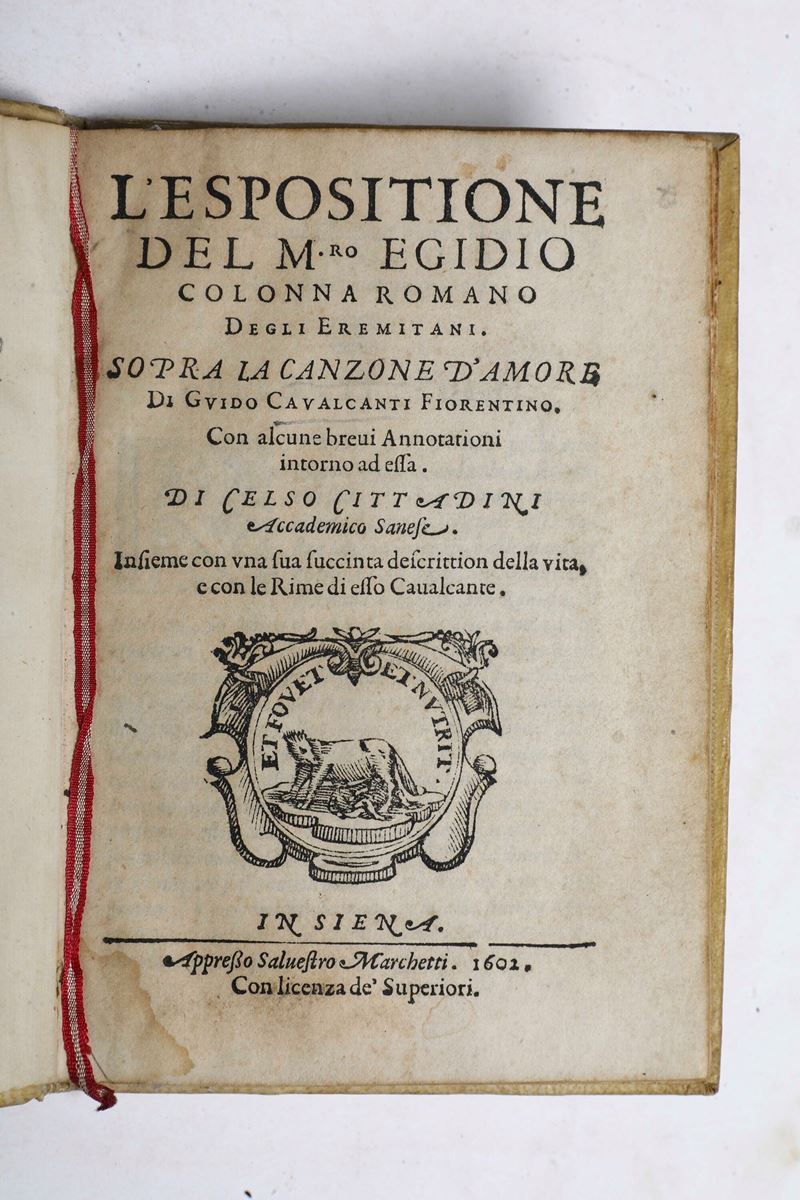 L'ESPOSITIONE
DEL M.RO EGIDIO
COLONNA ROMANO
DEGLI EREMITANI.
SOPRA LA CANZONE D'AMORE
DI GVIDO CAVALCANTI FIORENTINO.
Con alcune breui Annotationi
intorno ad eſſa.
DI CELSO CITTADINI
Accademico Saneſe.
Inſieme con vna ſua ſuccinta deſcrittion della vita,
e con le Rime di eſſo Caualcante.
ET FOVET ET NVTRIT.
IN SIENA.
Appreſſo Salueſtro Marchetti. 1602.
Con licenza de' Superiori.